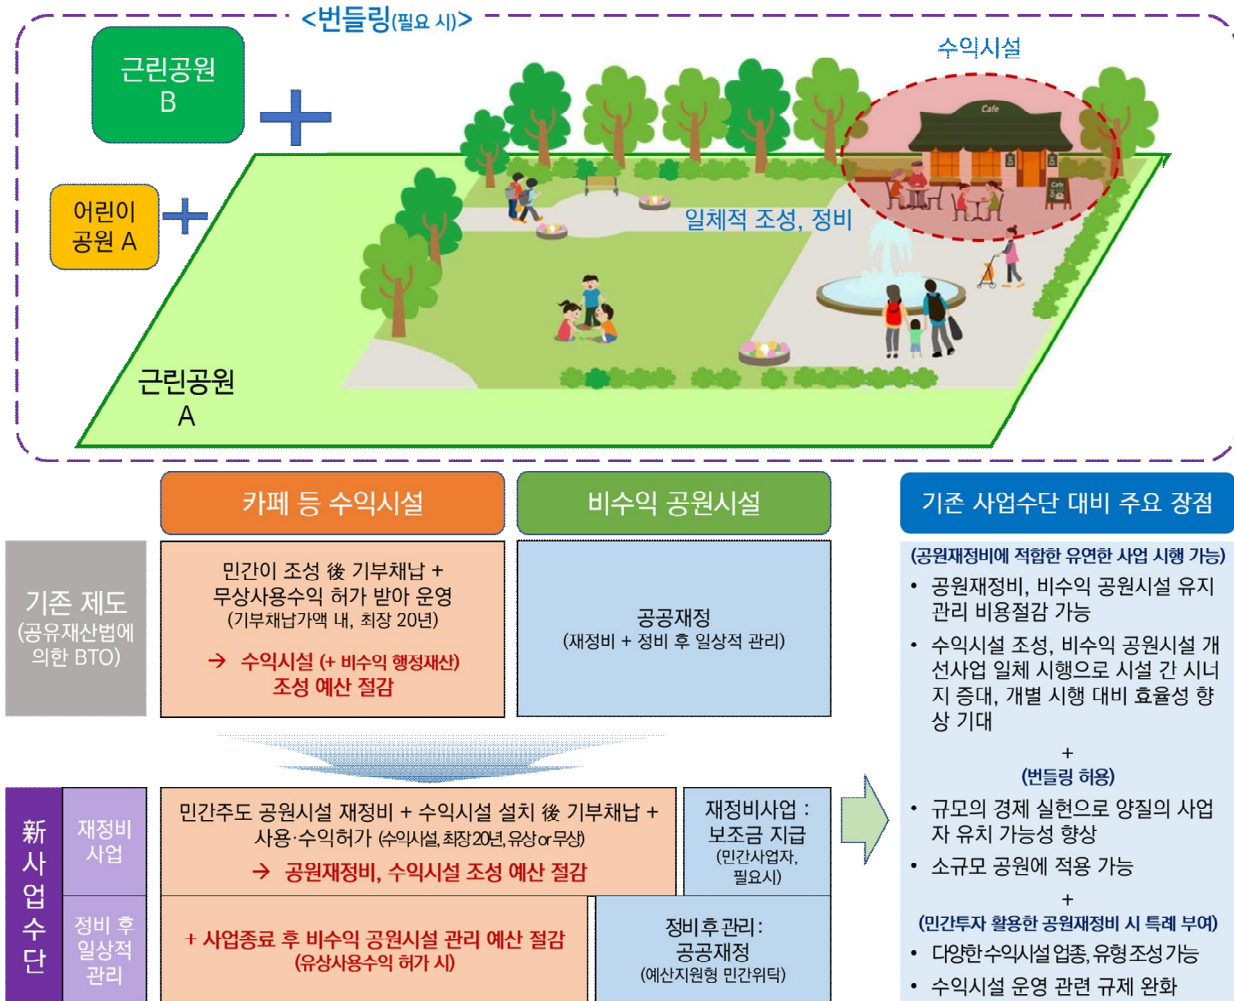 <번들링(필요 시)>
근린공원
B
수익시설
Cafe
어린이
공원 A
일체적 조성, 정비
Cafe
근린공원
A
카페 등 수익시설
비수익 공원시설
기존 사업수단 대비 주요 장점
기존 제도
(공유재산법에
의한 BTO)
민간이 조성 後 기부채납 +
무상사용수익 허가 받아 운영
(기부채납가액 내, 최장 20년)
→ 수익시설 (+ 비수익 행정재산)
조성 예산 절감
공공재정
(재정비 + 정비 후 일상적 관리)
(공원재정비에 적합한 유연한 사업 시행 가능)
• 공원재정비, 비수익 공원시설 유지
관리 비용절감 가능
• 수익시설 조성, 비수익 공원시설 개
선사업 일체 시행으로 시설 간 시너
지 증대, 개별 시행 대비 효율성 향
상 기대
+
(번들링 허용)
• 규모의 경제 실현으로 양질의 사업
자 유치 가능성 향상
• 소규모 공원에 적용 가능
+
(민간투자 활용한 공원재정비 시 특례 부여)
• 다양한 수익시설 업종, 유형 조성 가능
• 수익시설 운영 관련 규제 완화
新
사
업
수
단
재정비
사업
민간주도 공원시설 재정비 + 수익시설 설치 後 기부채납 +
사용·수익허가 (수익시설, 최장 20년, 유상 or 무상)
→ 공원재정비, 수익시설 조성 예산 절감
재정비사업 :
보조금 지급
(민간사업자,
필요시)
정비 후
일상적
관리
+ 사업종료 후 비수익 공원시설 관리 예산 절감
(유상사용수익 허가 시)
정비 후 관리 :
공공재정
(예산지원형 민간위탁)